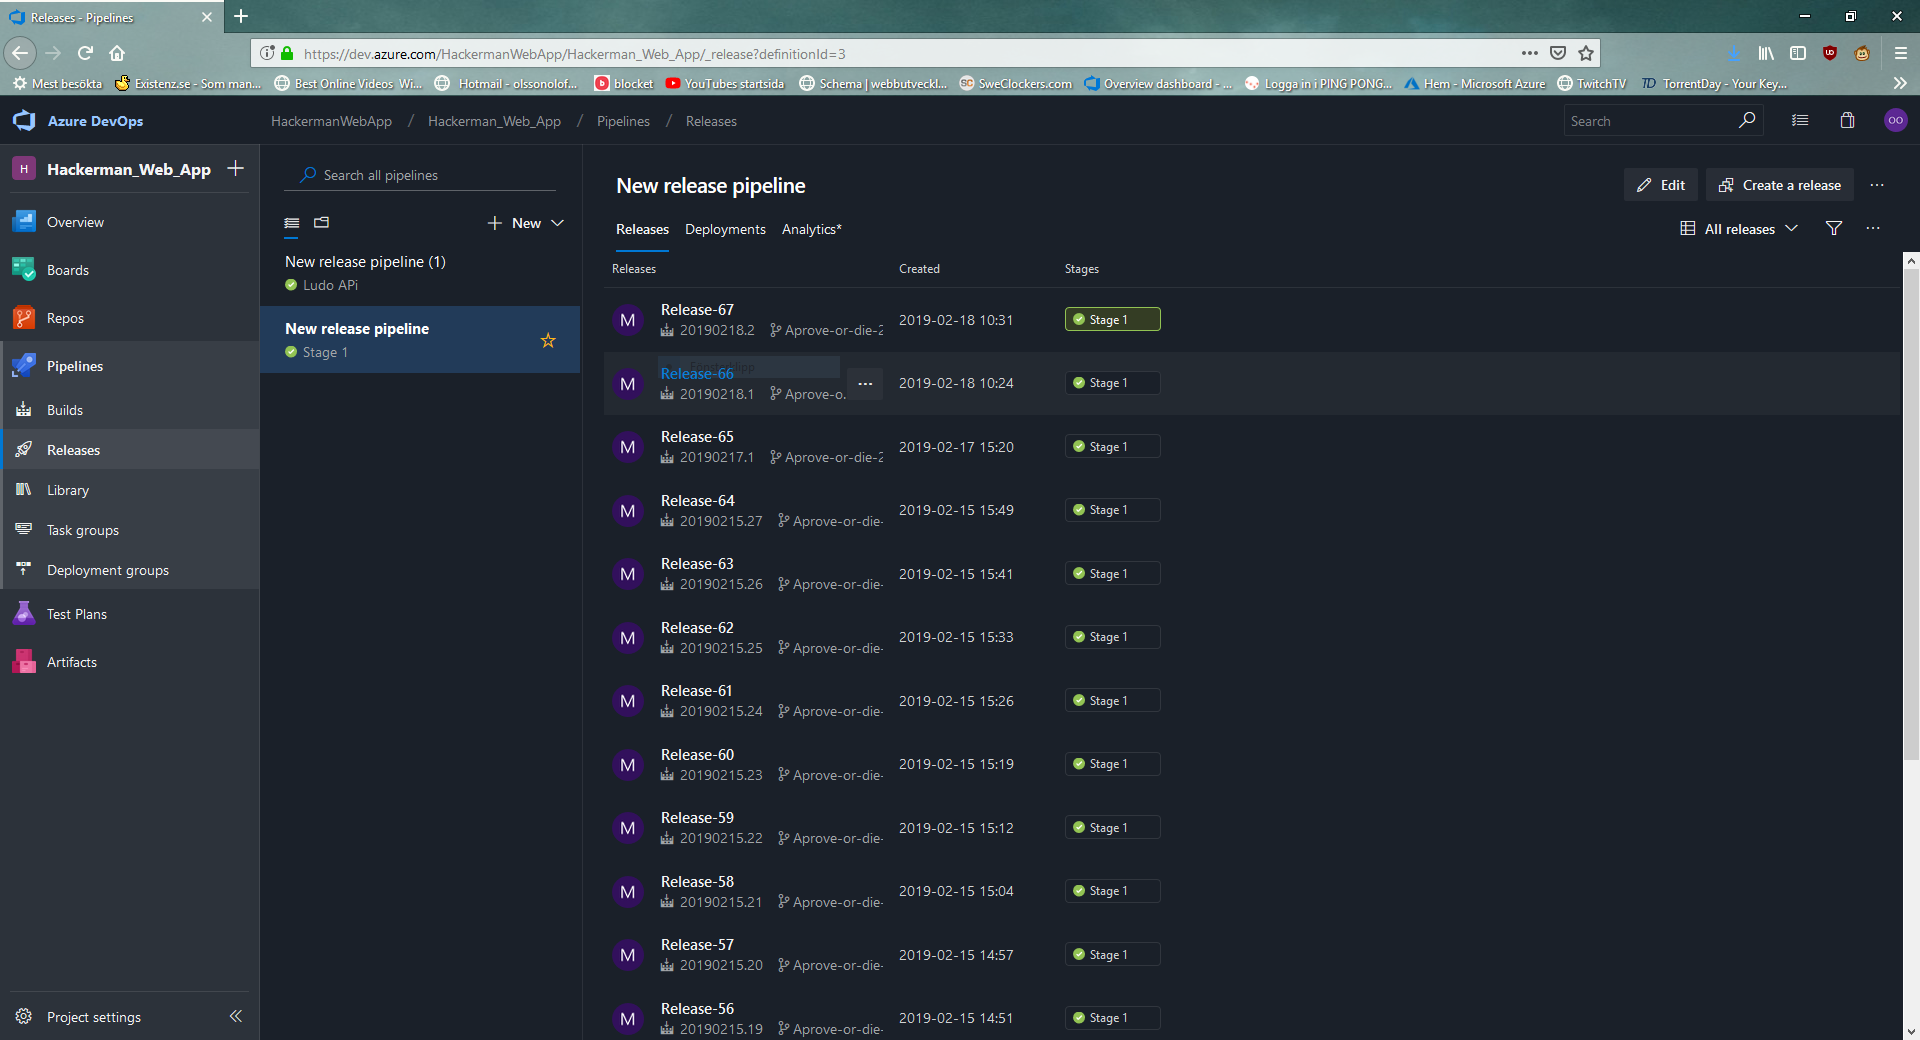 Releases - Pipelines
https://dev.azure.com/HackermanWebApp/Hackerman_Web_App/_release?definitionId=3
Mest besökta Existenz.se - Som man... Best Online Videos Wi... Hotmail - olssonolof... blocket YouTubes startsida Schema | webbutveckl... SweClockers.com Overview dashboard - ... Logga in i PING PONG... Hem - Microsoft Azure TwitchTV TD TorrentDay - Your Key...
Azure DevOps HackermanWebApp / Hackerman_Web_App / Pipelines / Releases Search OO
H Hackerman_Web_App
Overview
Boards
Repos
Pipelines
Builds
Releases
Library
Task groups
Deployment groups
Test Plans
Artifacts
Project settings
Search all pipelines
New
New release pipeline (1)
Ludo APi
New release pipeline
Stage 1
New release pipeline
Edit Create a release
Releases Deployments Analytics*
All releases
Releases Created Stages
M Release-67 2019-02-18 10:31 Stage 1
20190218.2 Aprove-or-die-2
M Release-66 2019-02-18 10:24 Stage 1
20190218.1 Aprove-o.
M Release-65 2019-02-17 15:20 Stage 1
20190217.1 Aprove-or-die-2
M Release-64 2019-02-15 15:49 Stage 1
20190215.27 Aprove-or-die-
M Release-63 2019-02-15 15:41 Stage 1
20190215.26 Aprove-or-die-
M Release-62 2019-02-15 15:33 Stage 1
20190215.25 Aprove-or-die-
M Release-61 2019-02-15 15:26 Stage 1
20190215.24 Aprove-or-die-
M Release-60 2019-02-15 15:19 Stage 1
20190215.23 Aprove-or-die-
M Release-59 2019-02-15 15:12 Stage 1
20190215.22 Aprove-or-die-
M Release-58 2019-02-15 15:04 Stage 1
20190215.21 Aprove-or-die-
M Release-57 2019-02-15 14:57 Stage 1
20190215.20 Aprove-or-die-
M Release-56 2019-02-15 14:51 Stage 1
20190215.19 Aprove-or-die-